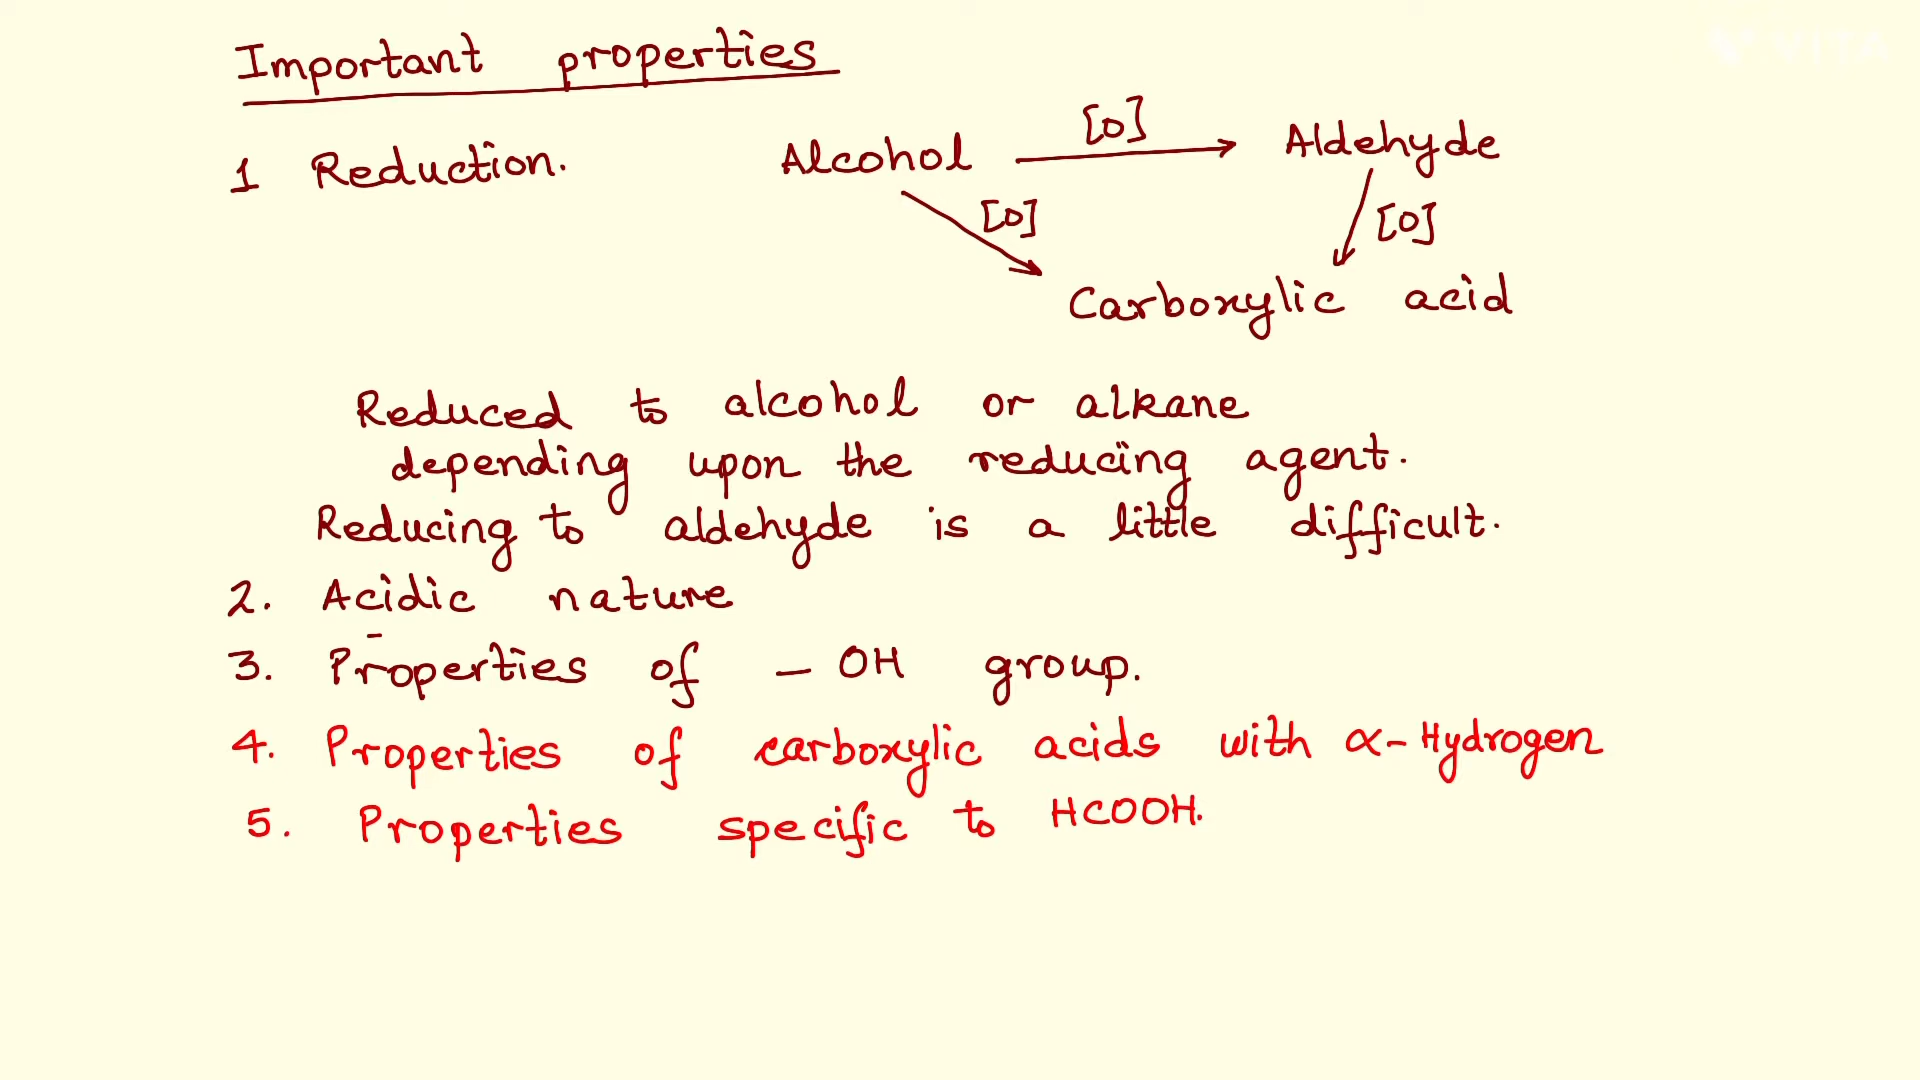 VITA
Important properties
1 Reduction.
Alcohol [O] Aldehyde
[O] [O]
Carboxylic acid
Reduced to alcohol or alkane
depending upon the reducing agent.
Reducing to aldehyde is a little difficult.
2. Acidic nature
3. Properties of – OH group.
4. Properties of carboxylic acids with α-Hydrogen
5. Properties specific to HCOOH.